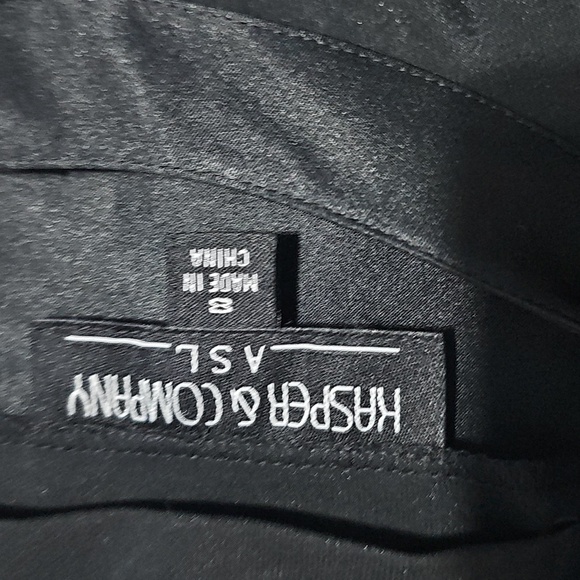 KASPER & COMPANY
A S L
8
MADE IN
CHINA